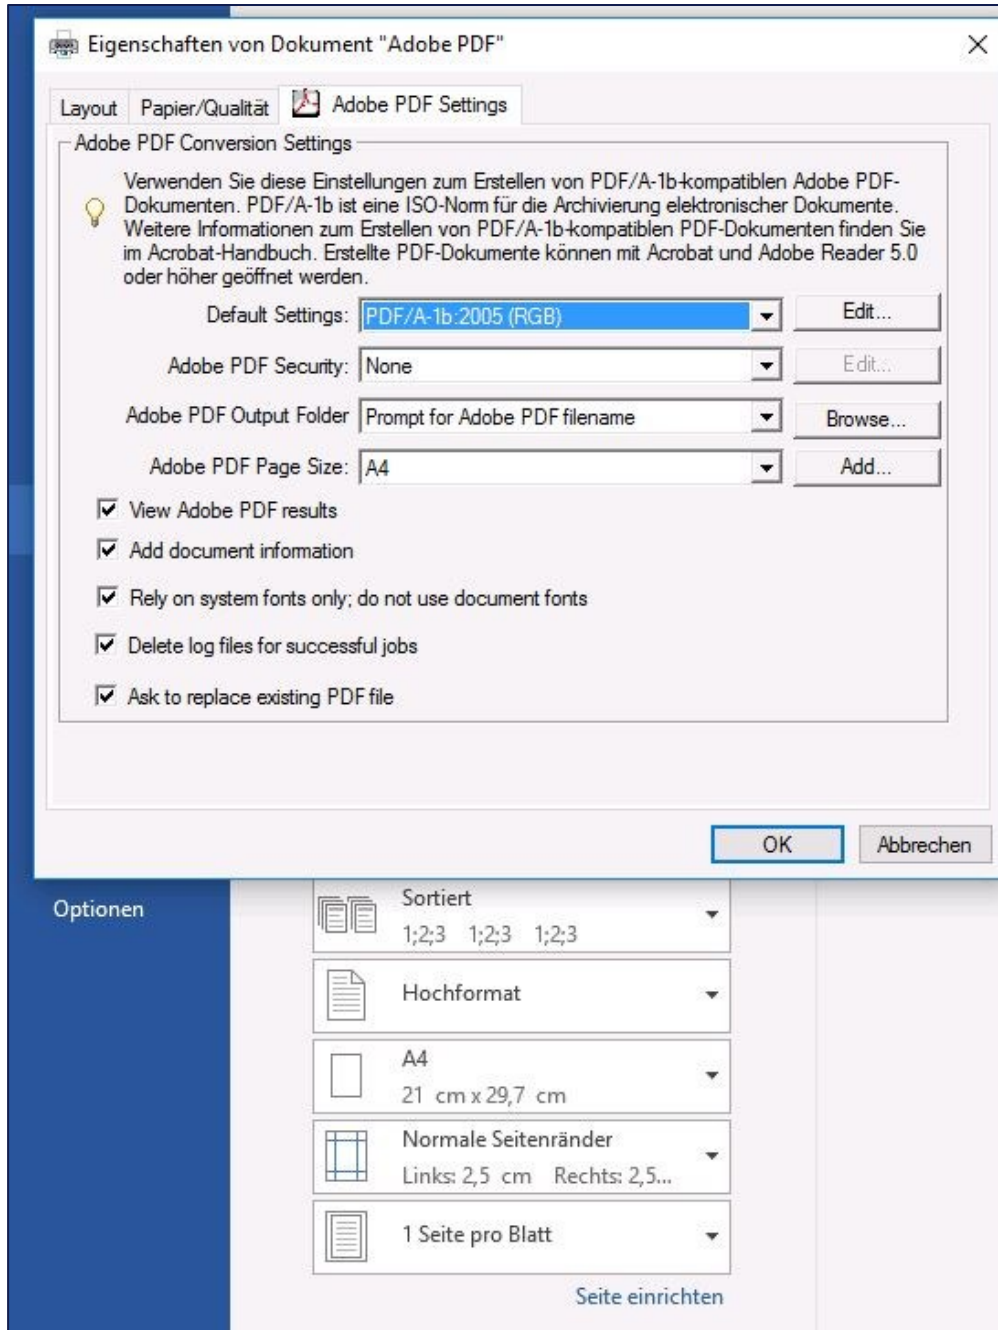 Eigenschaften von Dokument "Adobe PDF"
Layout
Papier/Qualität
Adobe PDF Settings
Adobe PDF Conversion Settings
Verwenden Sie diese Einstellungen zum Erstellen von PDF/A-1b-kompatiblen Adobe PDF-
Dokumenten. PDF/A-1b ist eine ISO-Norm für die Archivierung elektronischer Dokumente.
Weitere Informationen zum Erstellen von PDF/A-1b-kompatiblen PDF-Dokumenten finden Sie
im Acrobat-Handbuch. Erstellte PDF-Dokumente können mit Acrobat und Adobe Reader 5.0
oder höher geöffnet werden.
Default Settings: PDF/A-1b:2005 (RGB) Edit...
Adobe PDF Security: None Edit...
Adobe PDF Output Folder Prompt for Adobe PDF filename Browse...
Adobe PDF Page Size: A4 Add...
View Adobe PDF results
Add document information
Rely on system fonts only; do not use document fonts
Delete log files for successful jobs
Ask to replace existing PDF file
OK Abbrechen
Optionen
Sortiert
1;2;3 1;2;3 1;2;3
Hochformat
A4
21 cm x 29,7 cm
Normale Seitenränder
Links: 2,5 cm Rechts: 2,5...
1 Seite pro Blatt
Seite einrichten